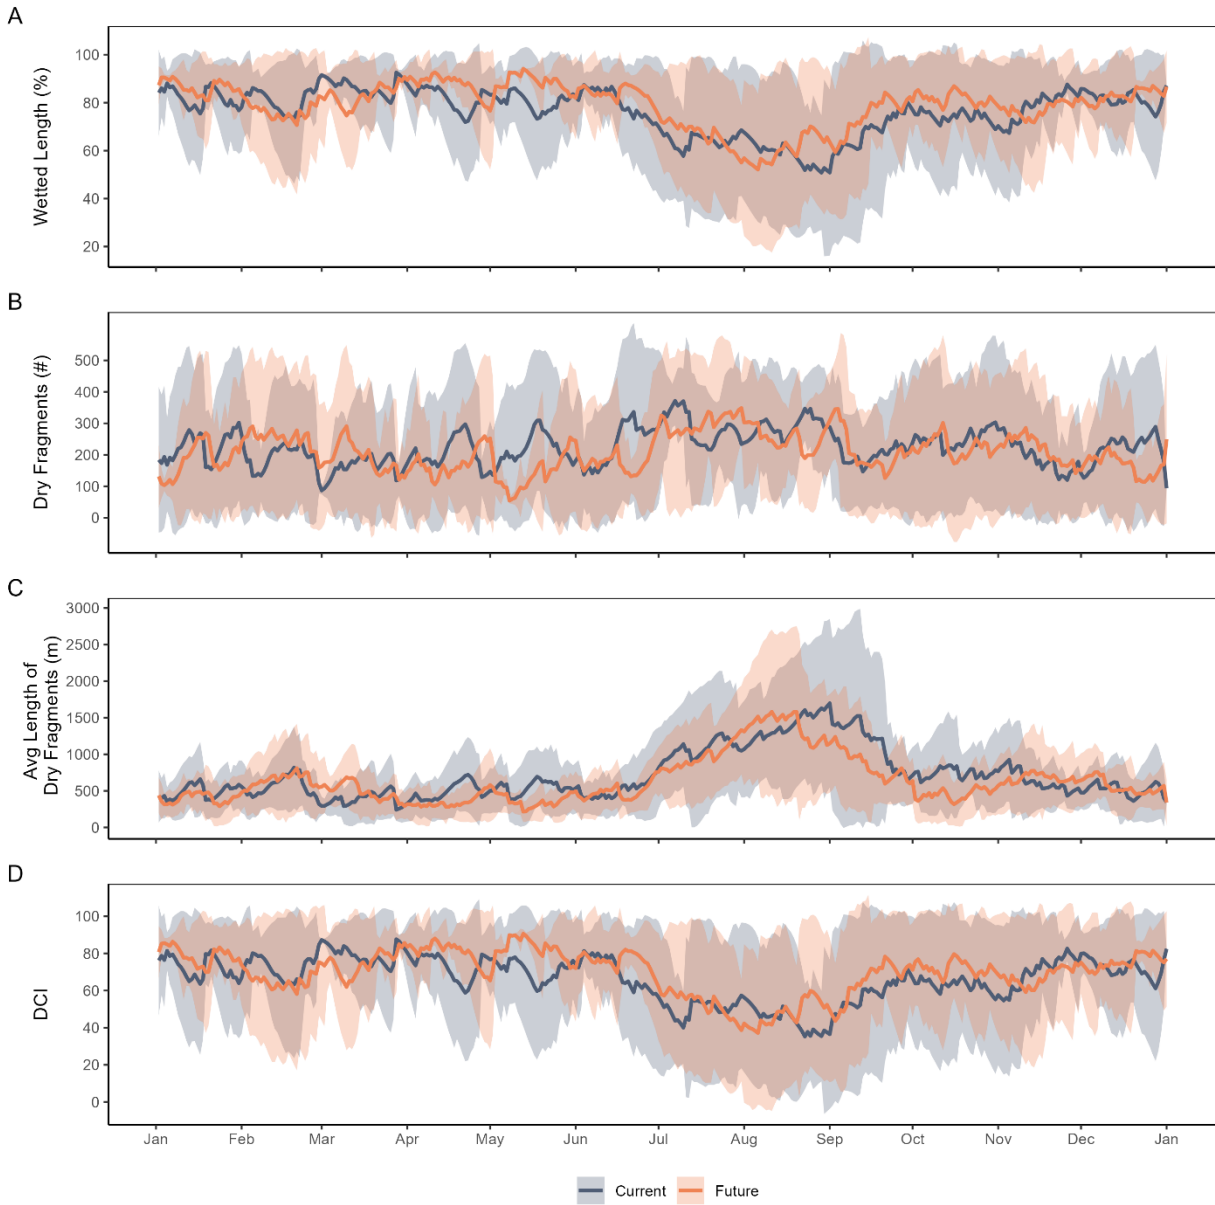 A
Wetted Length (%)
100
80
60
40
20
B
Dry Fragments (#)
500
400
300
200
100
0
C
Avg Length of
Dry Fragments (m)
3000
2500
2000
1500
1000
500
0
D
DCI
100
80
60
40
20
0
Jan Feb Mar Apr May Jun Jul Aug Sep Oct Nov Dec Jan
Current Future